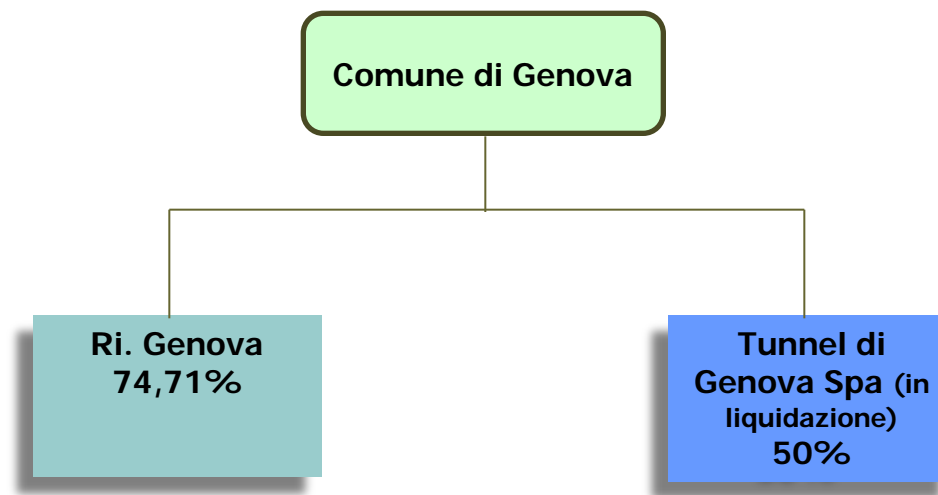 Comune di Genova
Ri. Genova
74,71%
Tunnel di
Genova Spa (in
liquidazione)
50%